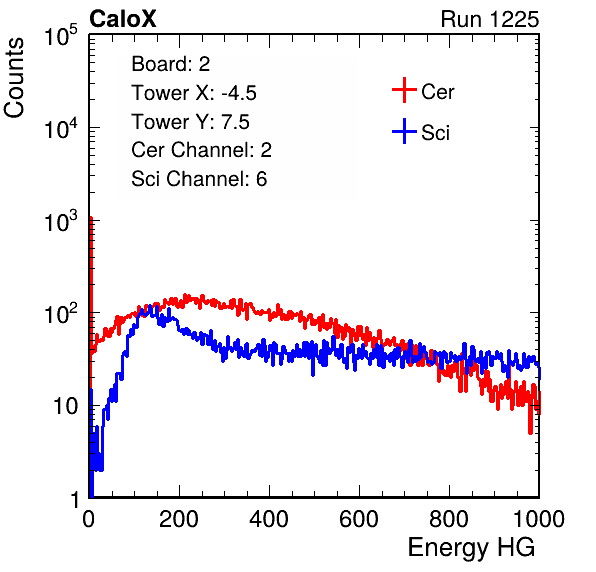 CaloX Run 1225
Counts
10^5
10^4
10^3
10^2
10
1
Board: 2
Tower X: -4.5
Tower Y: 7.5
Cer Channel: 2
Sci Channel: 6
Cer
Sci
0 200 400 600 800 1000
Energy HG